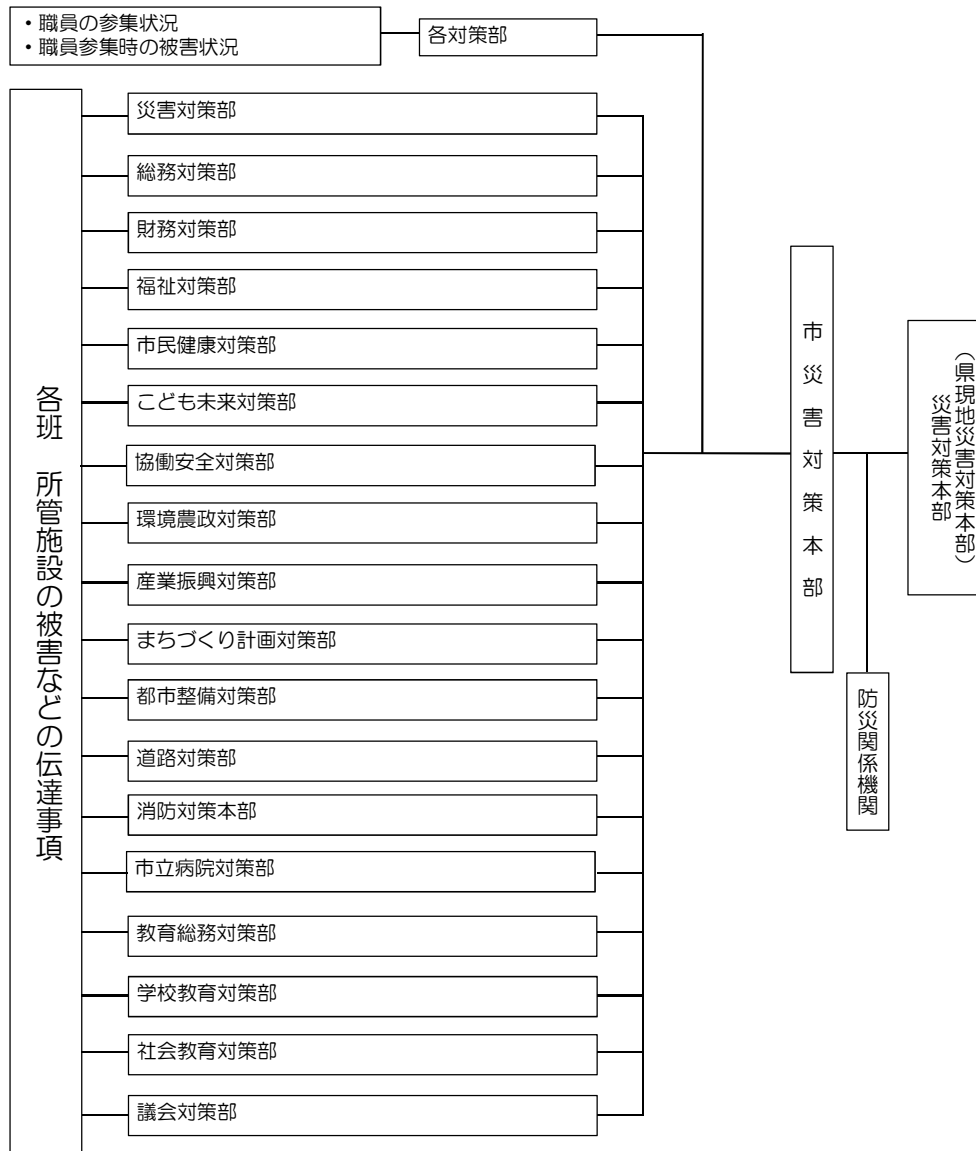 ・職員の参集状況
・職員参集時の被害状況
各対策部
各班　所管施設の被害などの伝達事項
災害対策部
総務対策部
財務対策部
福祉対策部
市民健康対策部
こども未来対策部
協働安全対策部
環境農政対策部
産業振興対策部
まちづくり計画対策部
都市整備対策部
道路対策部
消防対策本部
市立病院対策部
教育総務対策部
学校教育対策部
社会教育対策部
議会対策部
市災害対策本部
（県現地災害対策本部）
災害対策本部
防災関係機関